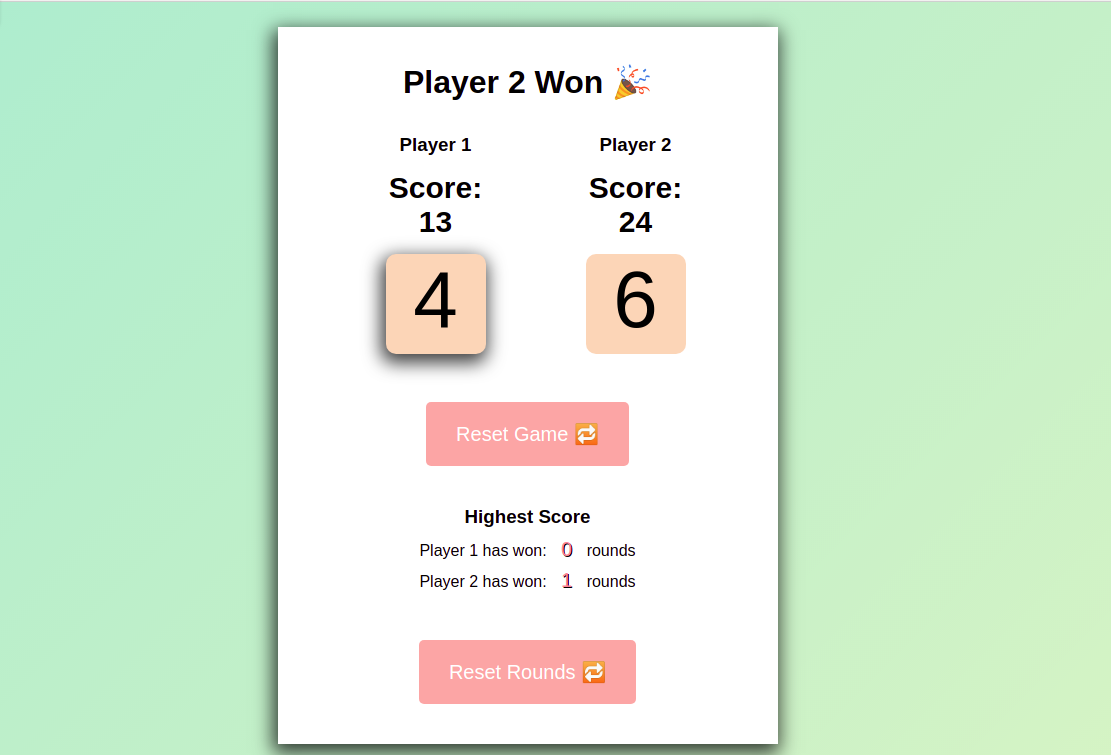 Player 2 Won 🎉
Player 1 Player 2
Score: Score:
13 24
4 6
Reset Game 🔁
Highest Score
Player 1 has won: 0 rounds
Player 2 has won: 1 rounds
Reset Rounds 🔁